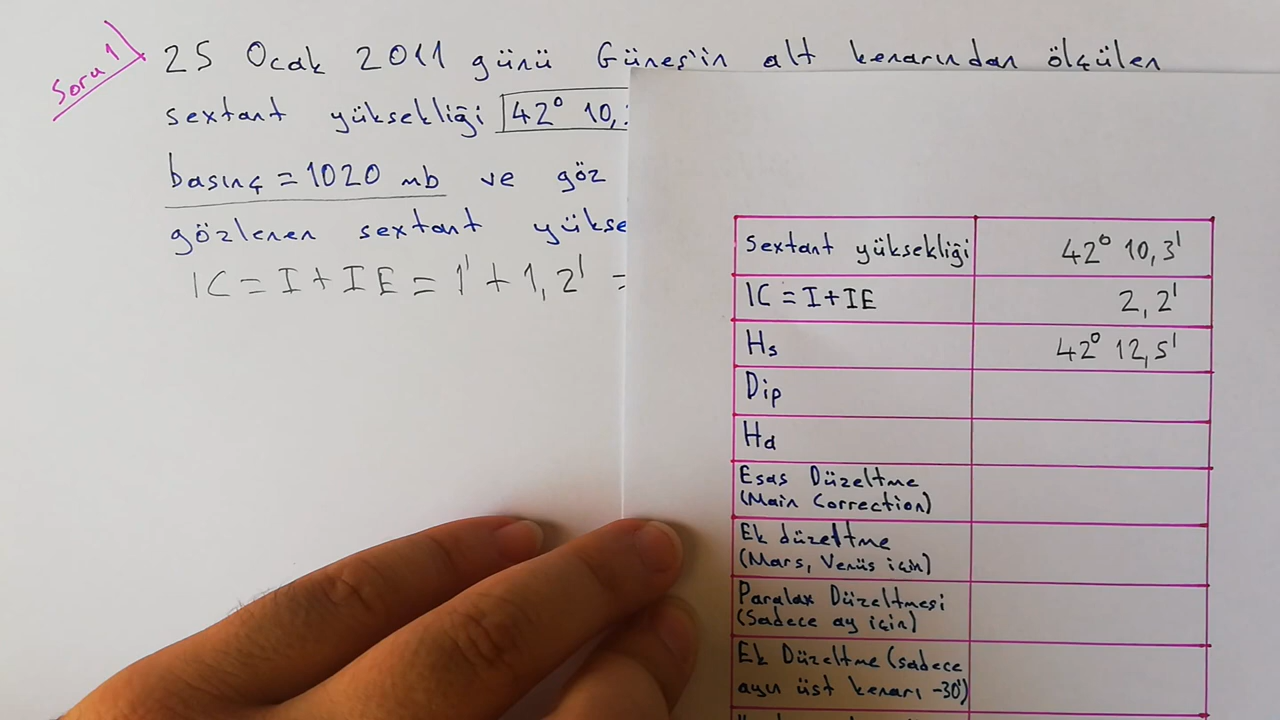 Soru 1
25 Ocak 2011 günü Güneş'in alt kenarından ölçülen
sextant yüksekliği 42° 10,
basınç = 1020 mb ve göz
gözlenen sextant yükse
IC = I + IE = 1' + 1,2' =
Sextant yüksekliği 42° 10,3'
IC = I + IE 2,2'
Hs 42° 12,5'
Dip
Ha
Esas Düzeltme
(Main Correction)
Ek düzeltme
(Mars, Venüs için)
Paralax Düzeltmesi
(Sadece ay için)
Ek Düzeltme (sadece
ayın üst kenarı -30')